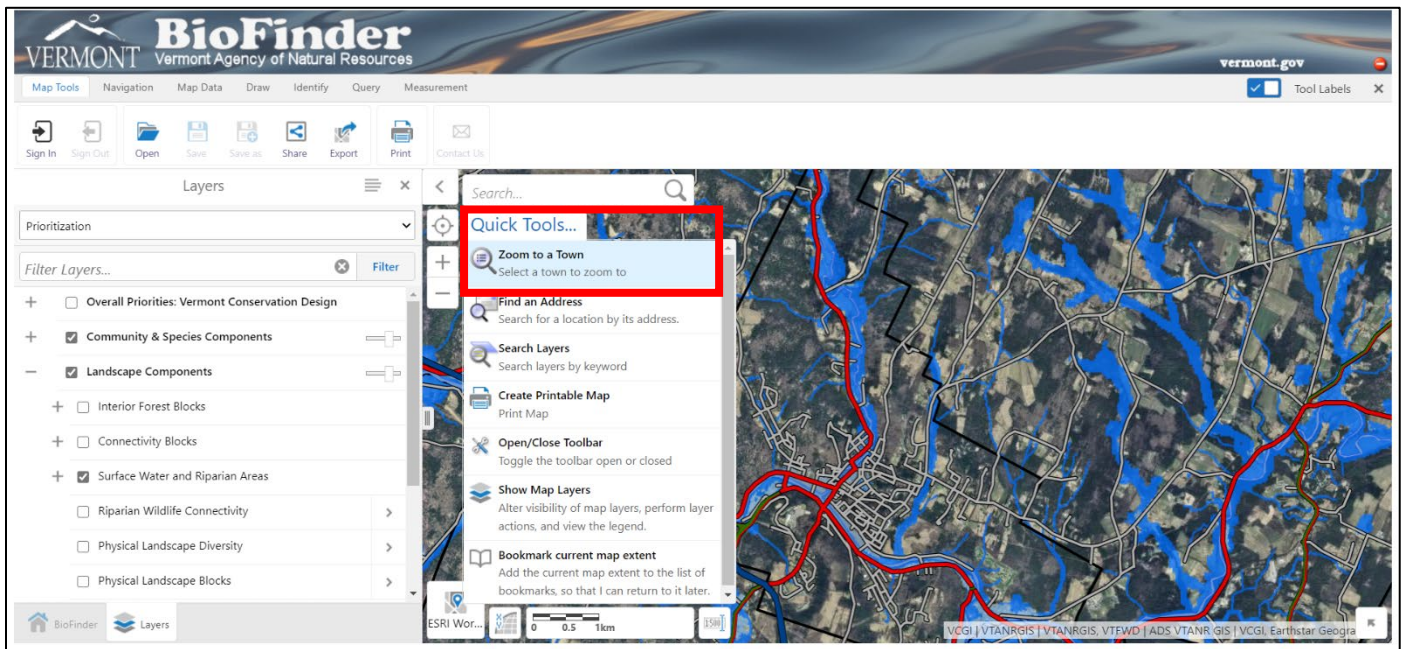 VERMONT
BioFinder
Vermont Agency of Natural Resources
vermont.gov
Map Tools Navigation Map Data Draw Identify Query Measurement
Tool Labels
Sign In Sign Out Open Save Save as Share Export Print Contact Us
Layers
Prioritization
Filter Layers...
Filter
Overall Priorities: Vermont Conservation Design
Community & Species Components
Landscape Components
Interior Forest Blocks
Connectivity Blocks
Surface Water and Riparian Areas
Riparian Wildlife Connectivity
Physical Landscape Diversity
Physical Landscape Blocks
BioFinder
Layers
Search...
Quick Tools...
Zoom to a Town
Select a town to zoom to
Find an Address
Search for a location by its address.
Search Layers
Search layers by keyword
Create Printable Map
Print Map
Open/Close Toolbar
Toggle the toolbar open or closed
Show Map Layers
Alter visibility of map layers, perform layer
actions, and view the legend.
Bookmark current map extent
Add the current map extent to the list of
bookmarks, so that I can return to it later.
ESRI Wor...
0 0.5 1km
VCGI | VTANRGIS | VTANRGIS, VTFWD | ADS VTANR GIS | VCGI, Earthstar Geogra